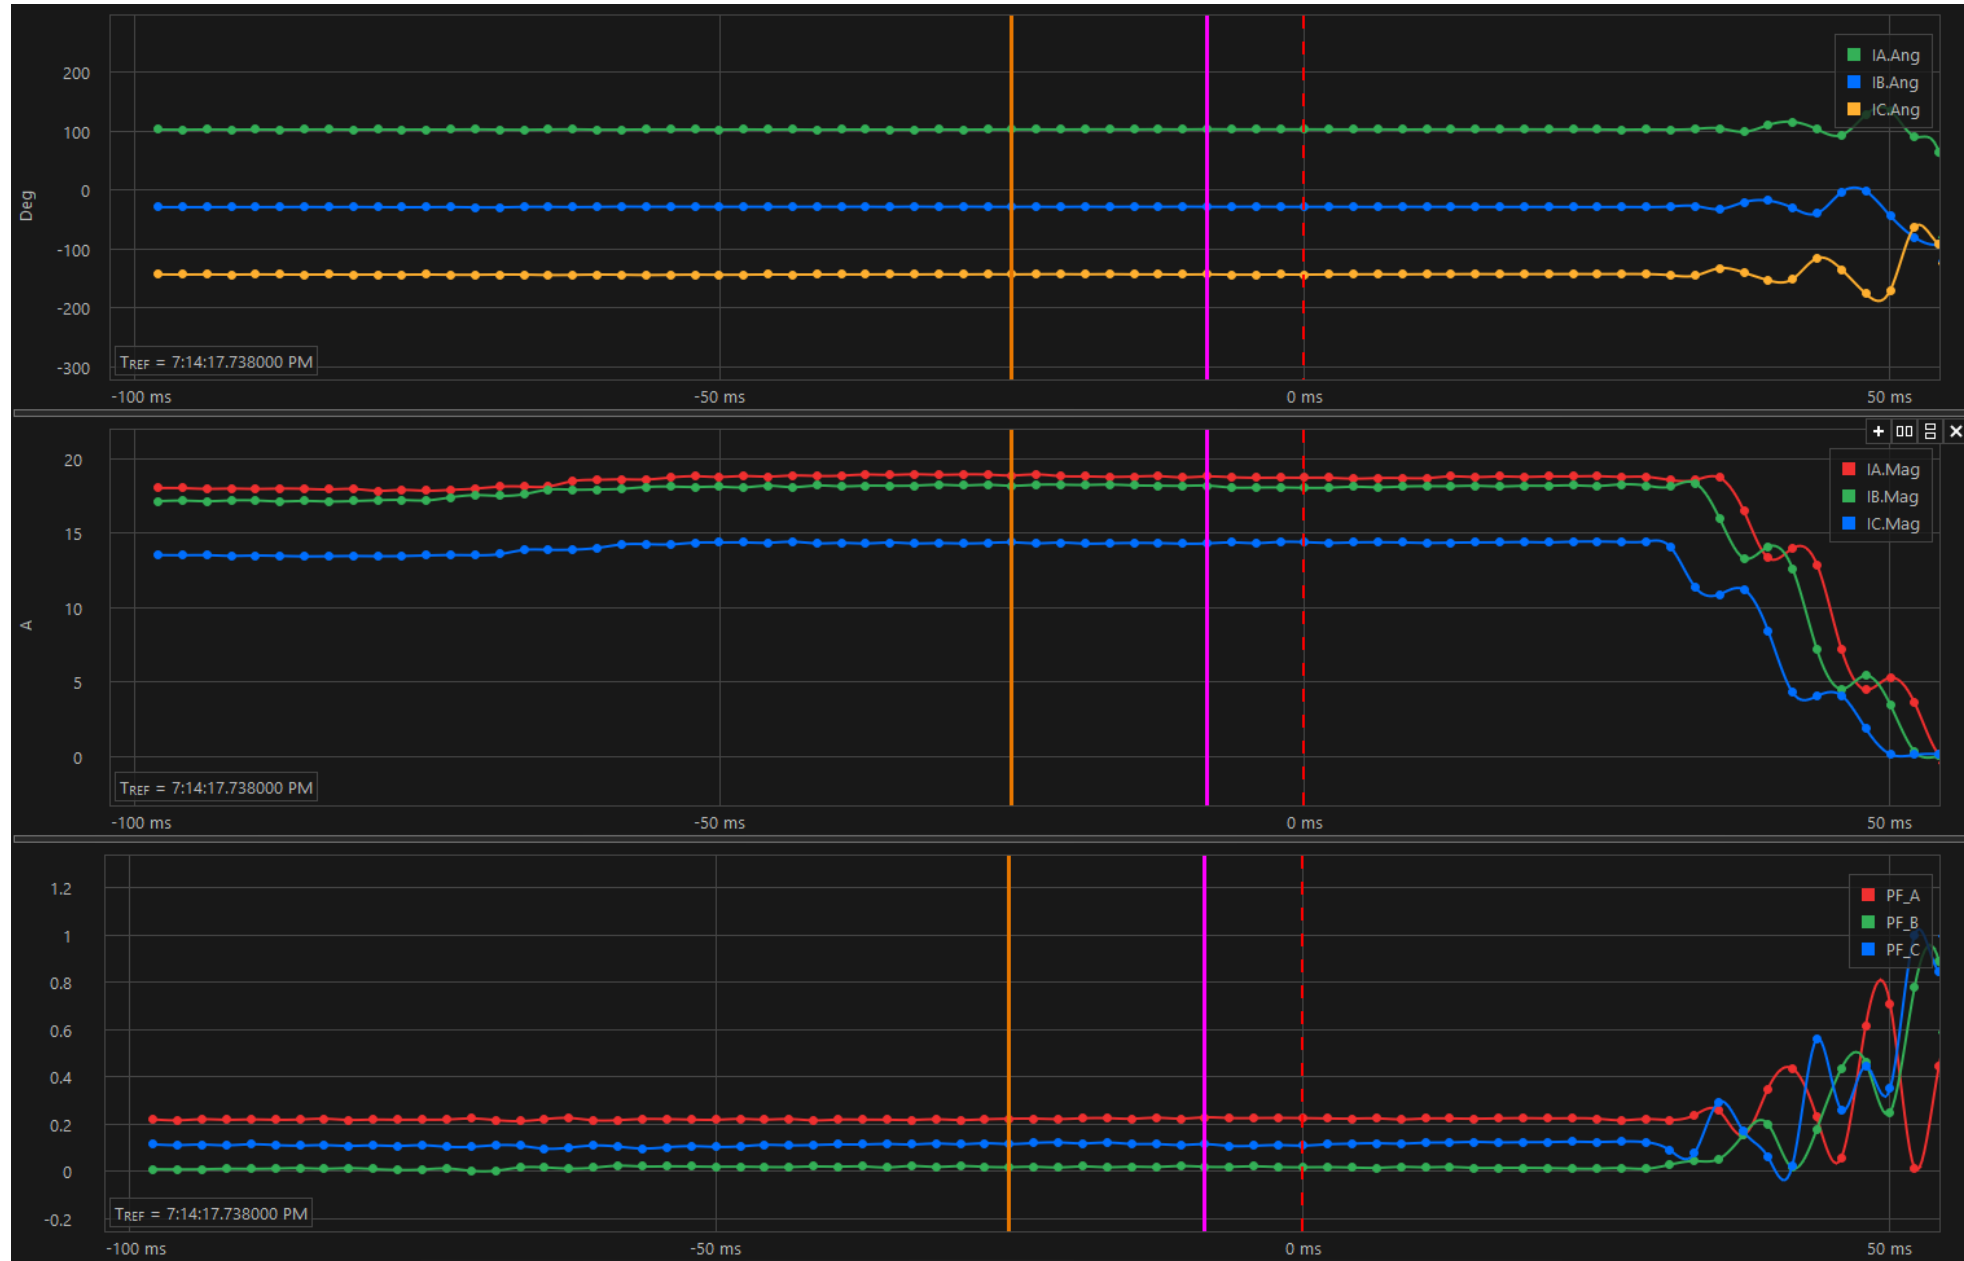 200
100
0
-100
-200
-300
Deg
IA.Ang
IB.Ang
IC.Ang
TREF = 7:14:17.738000 PM
-100 ms
-50 ms
0 ms
50 ms
20
15
10
5
0
A
IA.Mag
IB.Mag
IC.Mag
TREF = 7:14:17.738000 PM
-100 ms
-50 ms
0 ms
50 ms
1.2
1
0.8
0.6
0.4
0.2
0
-0.2
PF_A
PF_B
PF_C
TREF = 7:14:17.738000 PM
-100 ms
-50 ms
0 ms
50 ms